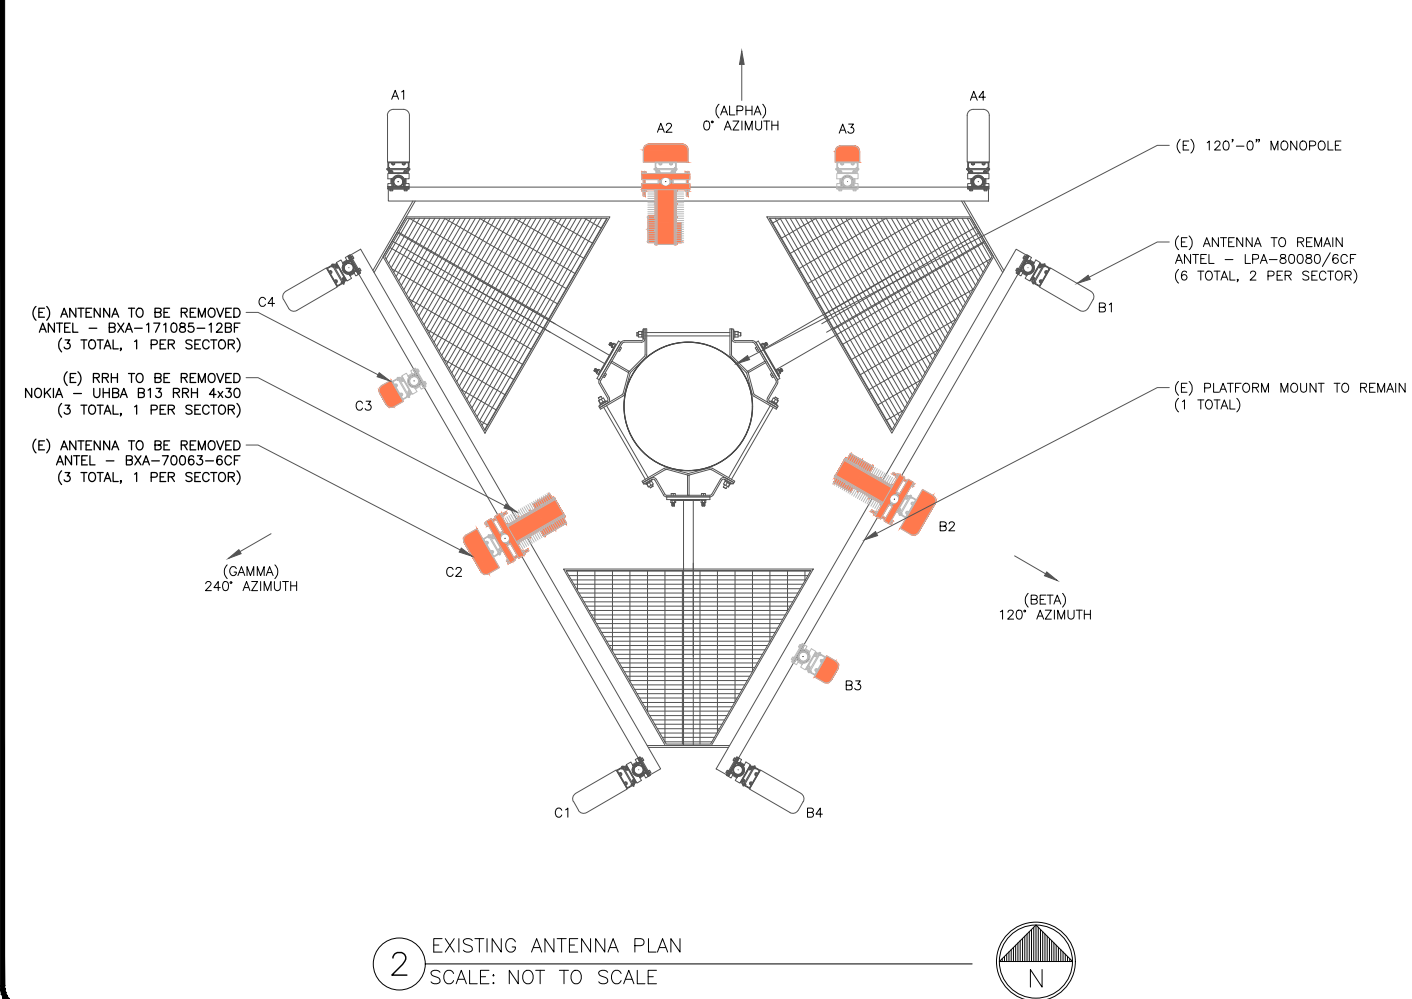 A1
A4
(ALPHA)
0° AZIMUTH
A2
A3
(E) 120'-0" MONOPOLE
(E) ANTENNA TO REMAIN
ANTEL - LPA-80080/6CF
(6 TOTAL, 2 PER SECTOR)
C4
B1
(E) ANTENNA TO BE REMOVED
ANTEL - BXA-171085-12BF
(3 TOTAL, 1 PER SECTOR)
(E) RRH TO BE REMOVED
NOKIA - UHBA B13 RRH 4x30
(3 TOTAL, 1 PER SECTOR)
C3
(E) PLATFORM MOUNT TO REMAIN
(1 TOTAL)
(E) ANTENNA TO BE REMOVED
ANTEL - BXA-70063-6CF
(3 TOTAL, 1 PER SECTOR)
B2
C2
(GAMMA)
240° AZIMUTH
(BETA)
120° AZIMUTH
B3
C1
B4
2
EXISTING ANTENNA PLAN
SCALE: NOT TO SCALE
N